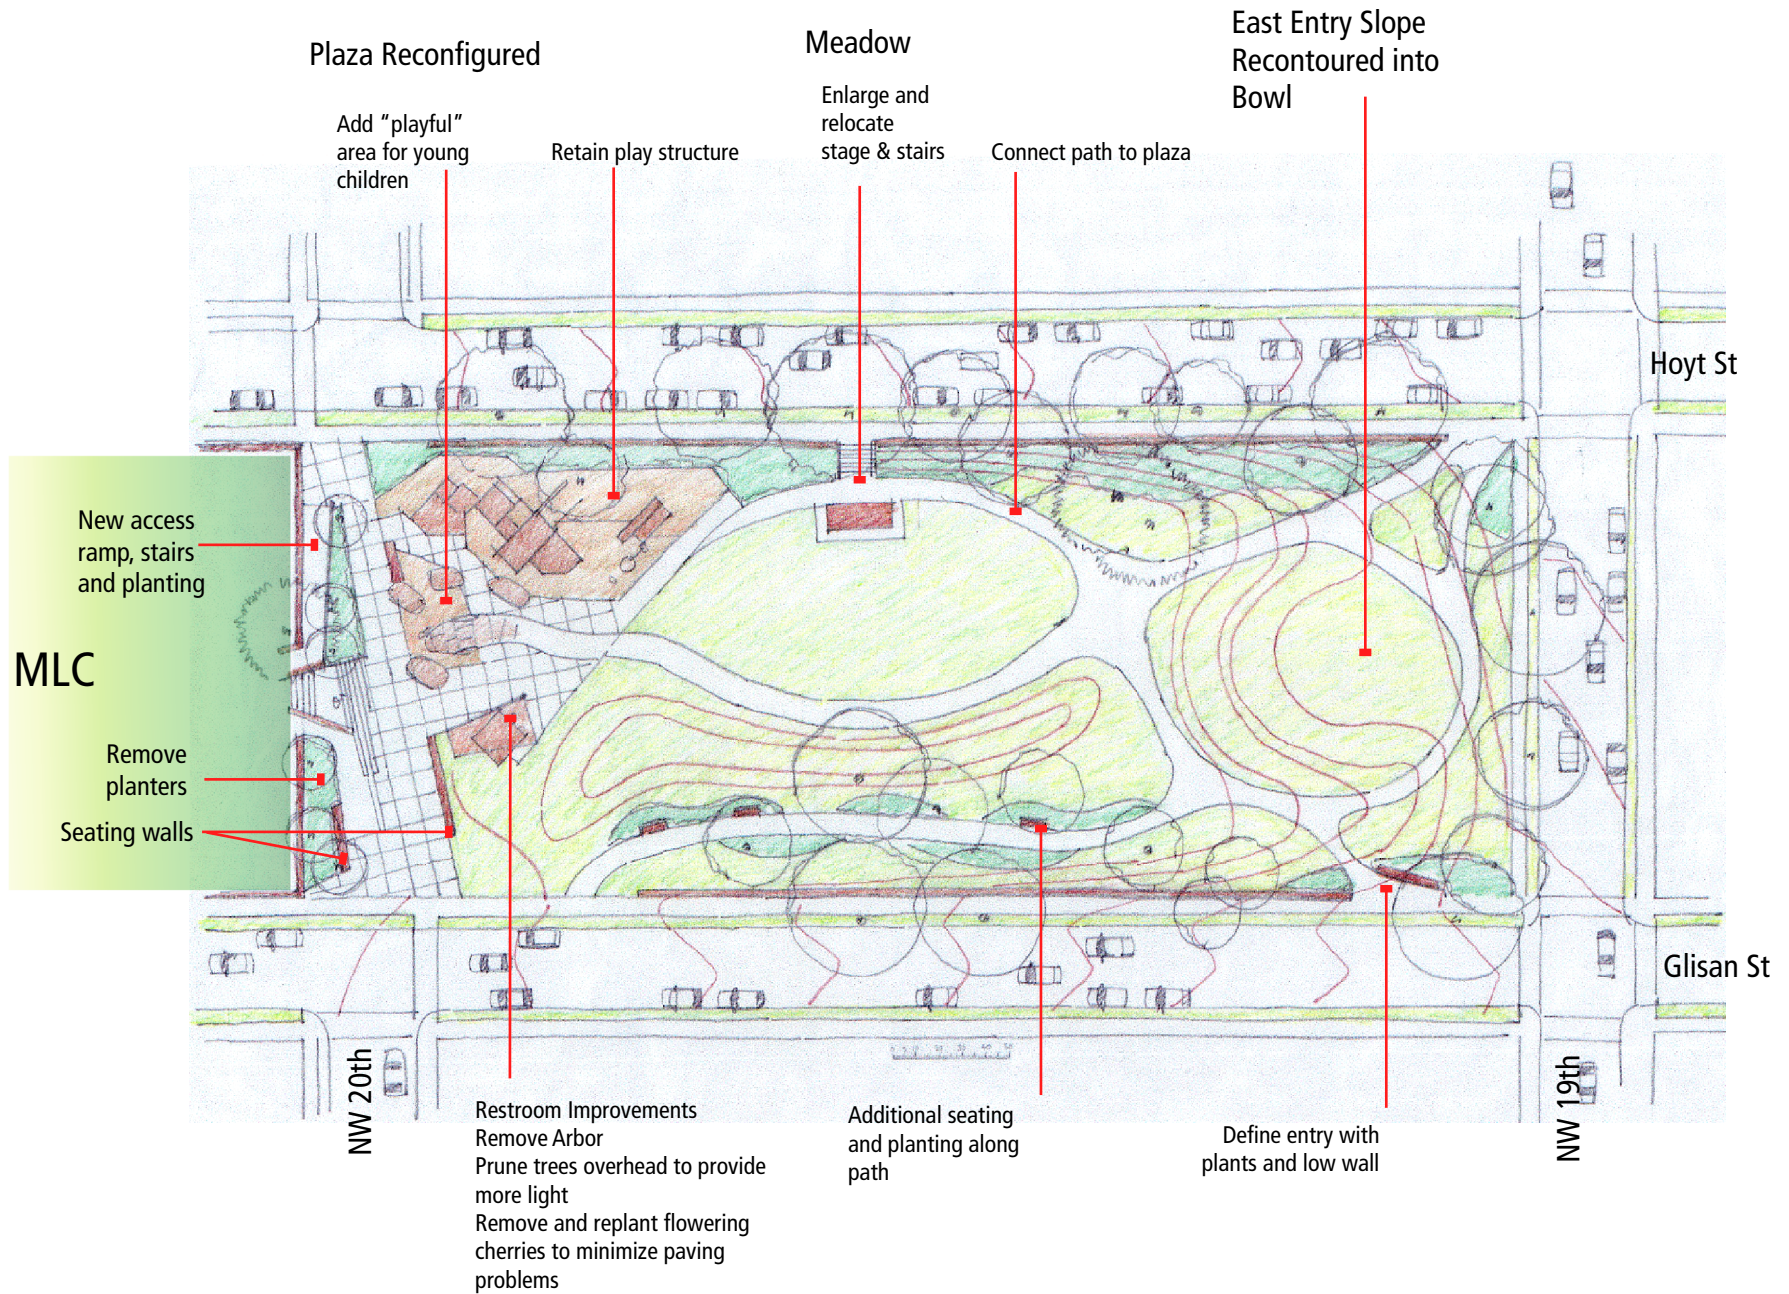 Plaza Reconfigured
Meadow
East Entry Slope
Recontoured into
Bowl
Add “playful”
area for young
children
Retain play structure
Enlarge and
relocate
stage & stairs
Connect path to plaza
Hoyt St
New access
ramp, stairs
and planting
MLC
Remove
planters
Seating walls
Glisan St
NW 20th
NW 19th
Restroom Improvements
Remove Arbor
Prune trees overhead to provide
more light
Remove and replant flowering
cherries to minimize paving
problems
Additional seating
and planting along
path
Define entry with
plants and low wall